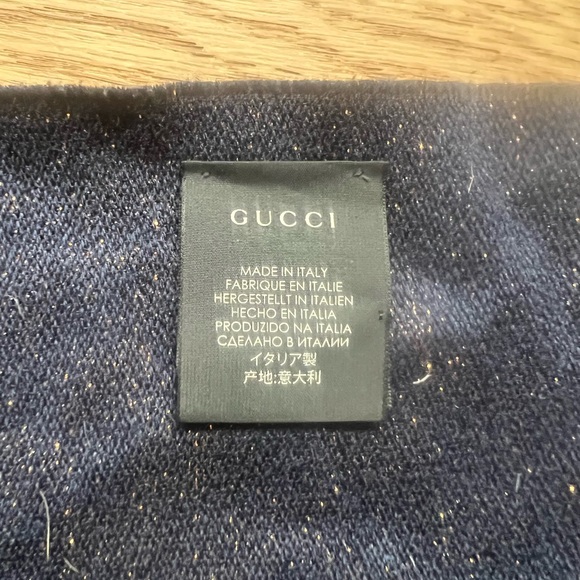 GUCCI
MADE IN ITALY
FABRIQUE EN ITALIE
HERGESTELLT IN ITALIEN
HECHO EN ITALIA
PRODUZIDO NA ITALIA
СДЕЛАНО В ИТАЛИИ
イタリア製
产地:意大利